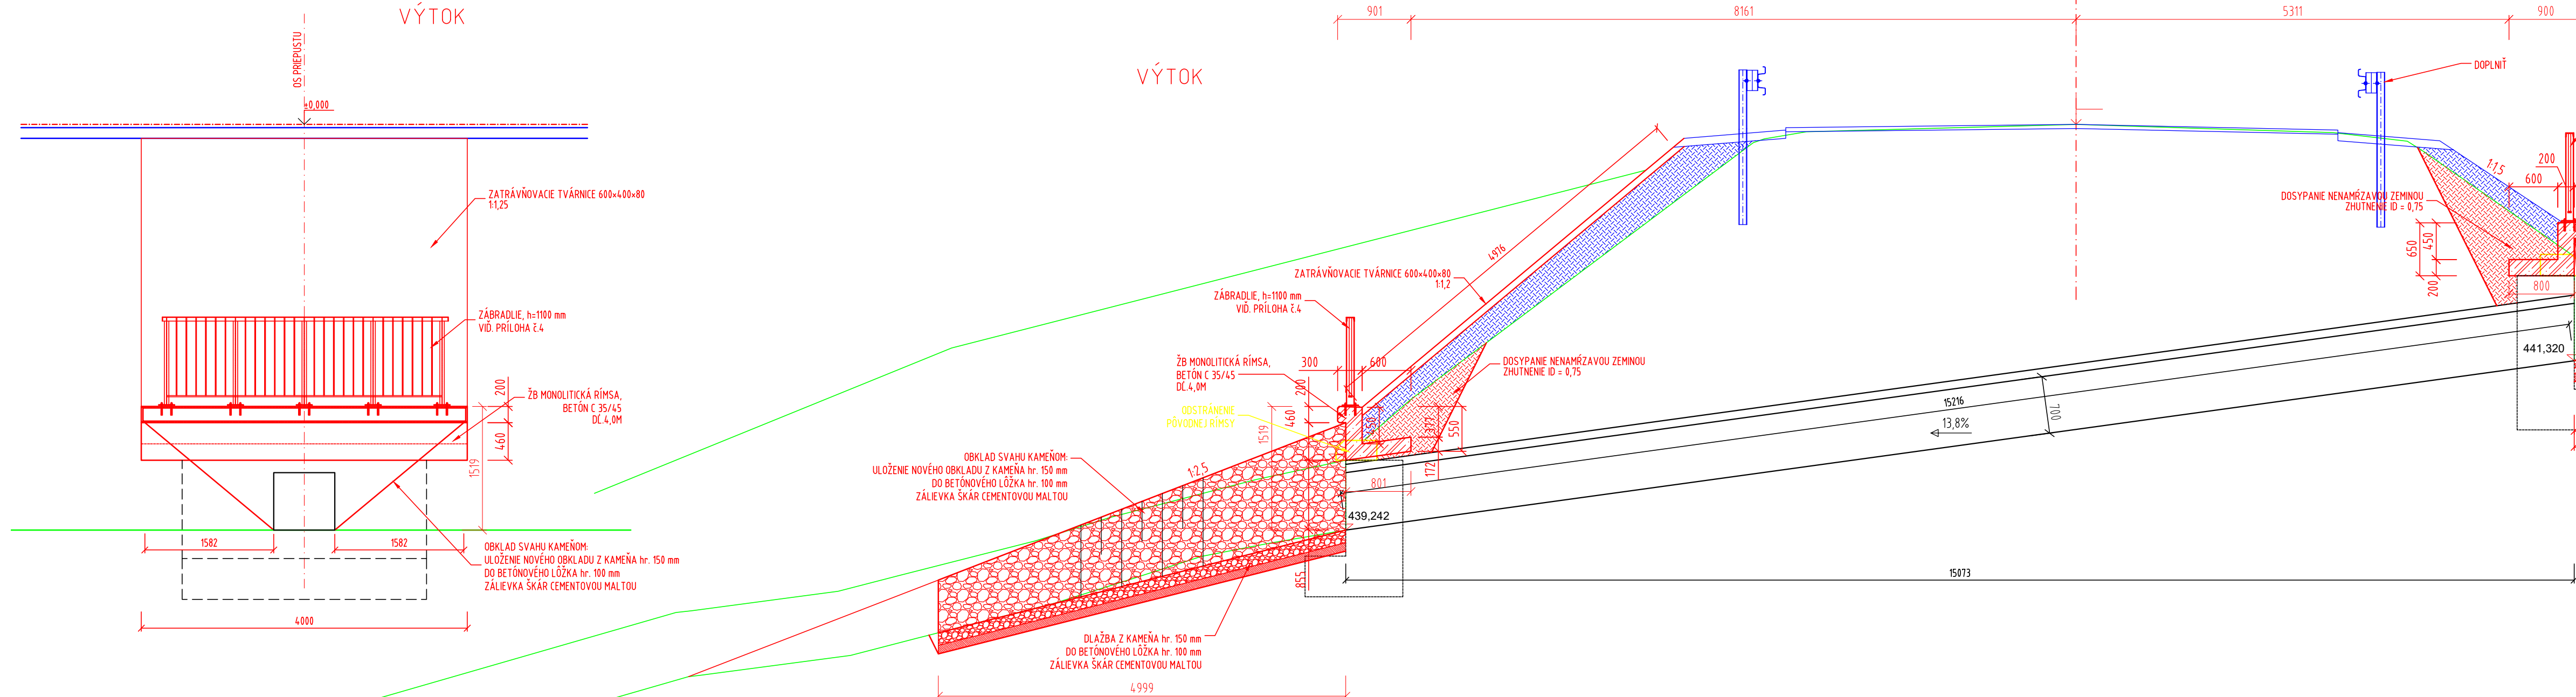 VÝTOK
OS PRIEPUSTU
±0,000
ZATRÁVŇOVACIE TVÁRNICE 600×400×80
1:1,25
ZÁBRADLIE, h=1100 mm
VIĎ. PRÍLOHA č.4
200
ŽB MONOLITICKÁ RÍMSA,
BETÓN C 35/45
DĹ.4,0M
460
1519
1582
1582
OBKLAD SVAHU KAMEŇOM:
ULOŽENIE NOVÉHO OBKLADU Z KAMEŇA hr. 150 mm
DO BETÓNOVÉHO LÔŽKA hr. 100 mm
ZÁLIEVKA ŠKÁR CEMENTOVOU MALTOU
4000
VÝTOK
901
8161
5311
900
DOPLNIŤ
4976
ZATRÁVŇOVACIE TVÁRNICE 600×400×80
1:1,2
ZÁBRADLIE, h=1100 mm
VIĎ. PRÍLOHA č.4
300
600
ŽB MONOLITICKÁ RÍMSA,
BETÓN C 35/45
DĹ.4,0M
200
460
1519
ODSTRÁNENIE
PÔVODNEJ RÍMSY
DOSYPANIE NENAMŔZAVOU ZEMINOU
ZHUTNENIE ID = 0,75
450
377
550
172
801
439,242
OBKLAD SVAHU KAMEŇOM:
ULOŽENIE NOVÉHO OBKLADU Z KAMEŇA hr. 150 mm
DO BETÓNOVÉHO LÔŽKA hr. 100 mm
ZÁLIEVKA ŠKÁR CEMENTOVOU MALTOU
1:2,5
855
DLAŽBA Z KAMEŇA hr. 150 mm
DO BETÓNOVÉHO LÔŽKA hr. 100 mm
ZÁLIEVKA ŠKÁR CEMENTOVOU MALTOU
4999
1:1,5
200
600
DOSYPANIE NENAMŔZAVOU ZEMINOU
ZHUTNENIE ID = 0,75
650
450
200
800
441,320
15216
700
13,8%
15073